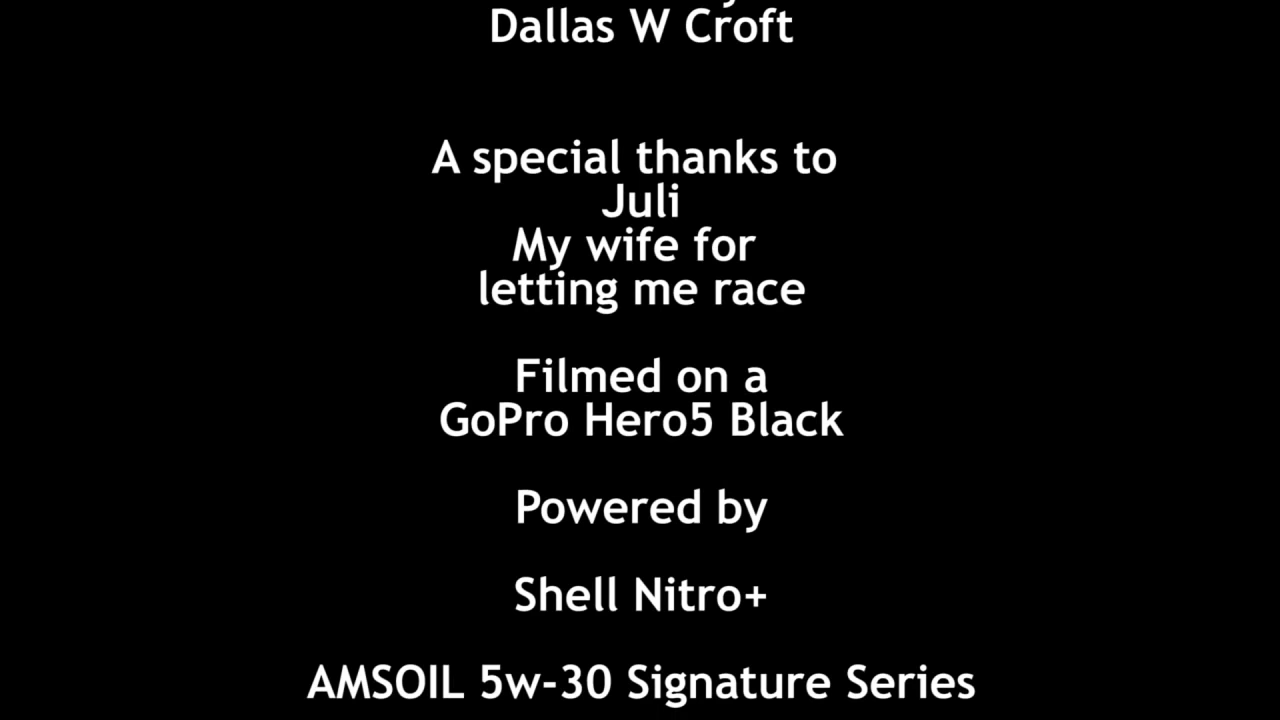 Dallas W Croft
A special thanks to
Juli
My wife for
letting me race
Filmed on a
GoPro Hero5 Black
Powered by
Shell Nitro+
AMSOIL 5w-30 Signature Series